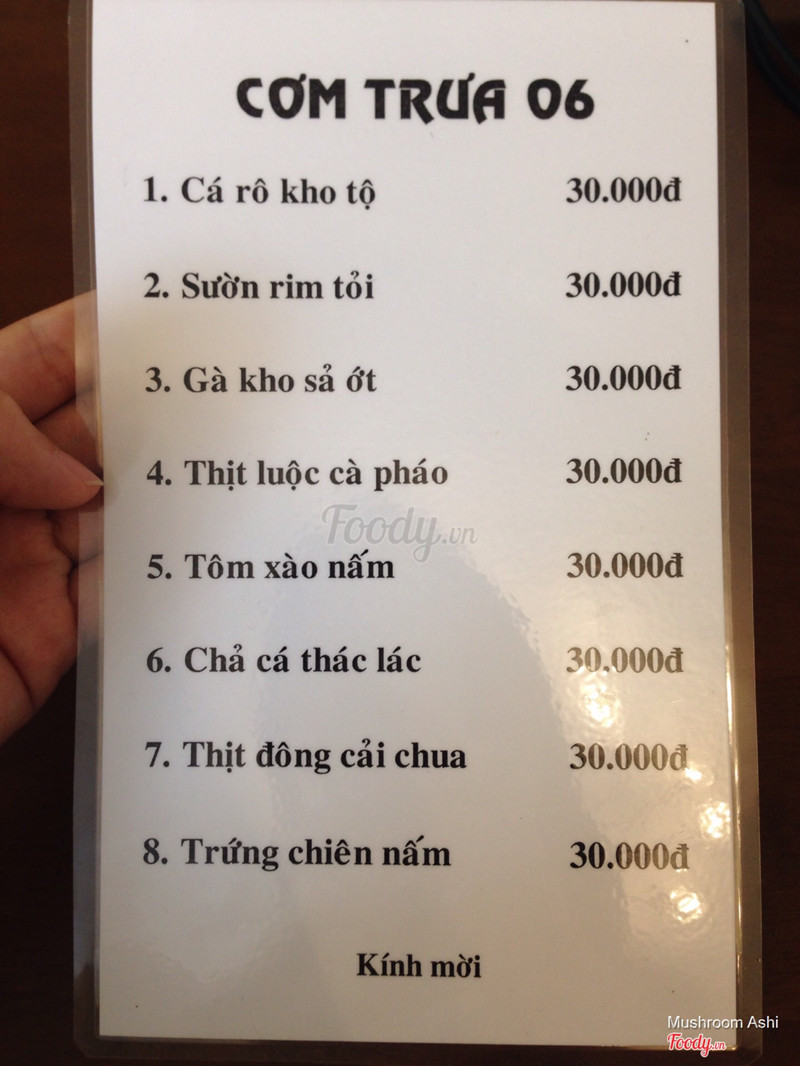 CƠM TRƯA 06
1. Cá rô kho tộ 30.000đ
2. Sườn rim tỏi 30.000đ
3. Gà kho sả ớt 30.000đ
4. Thịt luộc cà pháo 30.000đ
Foody.vn
5. Tôm xào nấm 30.000đ
6. Chả cá thác lác 30.000đ
7. Thịt đông cải chua 30.000đ
8. Trứng chiên nấm 30.000đ
Kính mời
Mushroom Ashi
Foody.vn